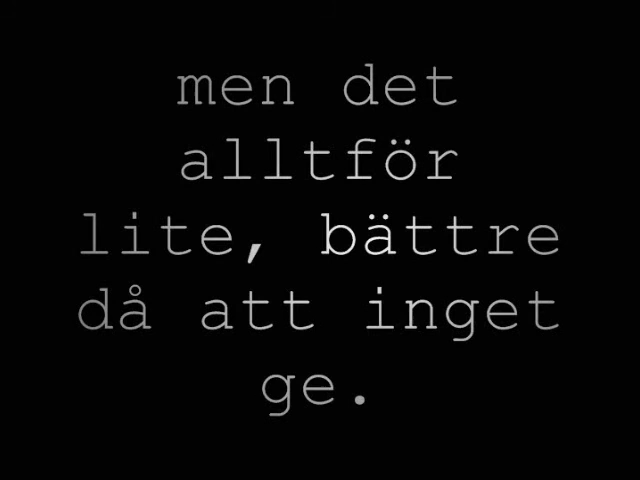 men det
alltför
lite, bättre
då att inget
ge.